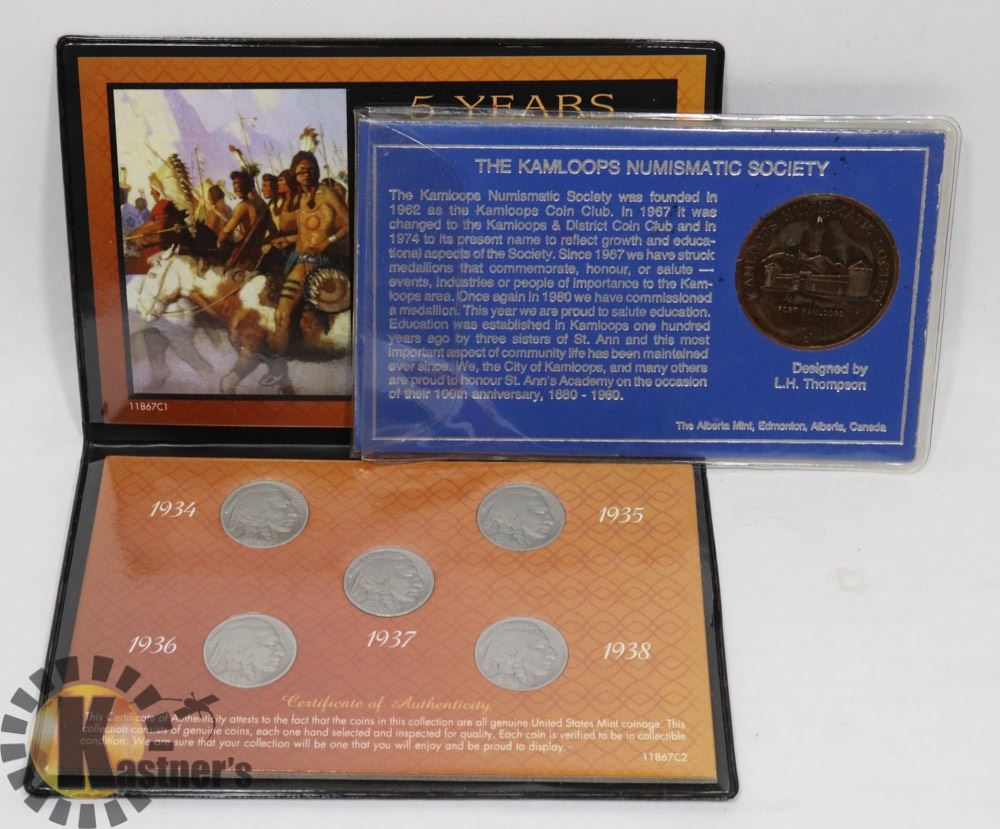 5 YEARS
THE KAMLOOPS NUMISMATIC SOCIETY
The Kamloops Numismatic Society was founded in
1962 as the Kamloops Coin Club. In 1967 it was
changed to the Kamloops & District Coin Club and in
1974 to its present name to reflect growth and educa-
tional aspects of the Society. Since 1967 we have struck
medallions that commemorate, honour, or salute —
events, industries or people of importance to the Kam-
loops area. Once again in 1980 we have commissioned
a medallion. This year we are proud to salute education.
Education was established in Kamloops one hundred
years ago by three sisters of St. Ann and this most
important aspect of community life has been maintained
ever since. We, the City of Kamloops, and many others
are proud to honour St. Ann's Academy on the occasion
of their 100th anniversary, 1880 - 1980.
KAMLOOPS NUMISMATIC SOCIETY
FORT KAMLOOPS
Designed by
L.H. Thompson
The Alberta Mint, Edmonton, Alberta, Canada
11867C1
1934
1935
1936
1937
1938
Certificate of Authenticity
This Certificate of Authenticity attests to the fact that the coins in this collection are all genuine United States Mint coinage. This
collection consists of genuine coins, each one hand selected and inspected for quality. Each coin is verified to be in collectible
condition. We are sure that your collection will be one that you will enjoy and be proud to display.
11867C2
Kastner's